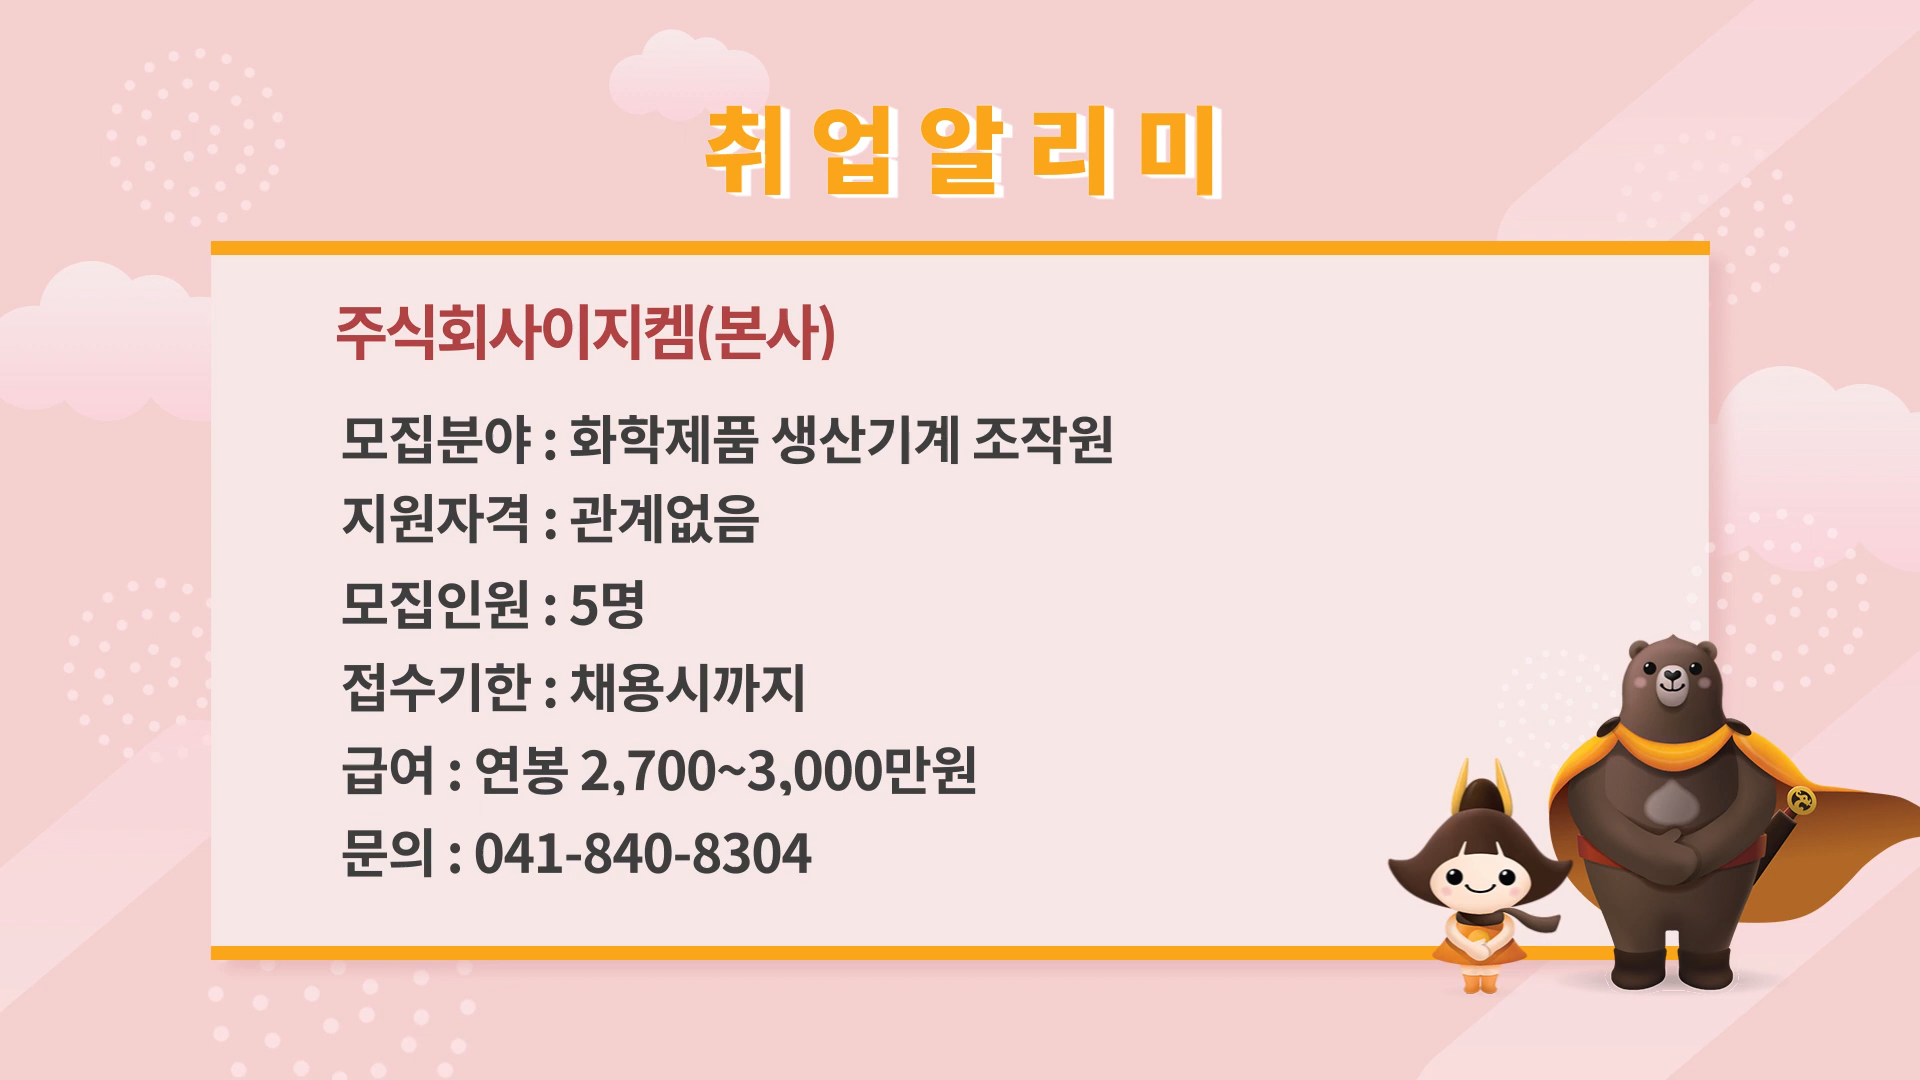 취업알리미
주식회사이지켐(본사)
모집분야 : 화학제품 생산기계 조작원
지원자격 : 관계없음
모집인원 : 5명
접수기한 : 채용시까지
급여 : 연봉 2,700~3,000만원
문의 : 041-840-8304